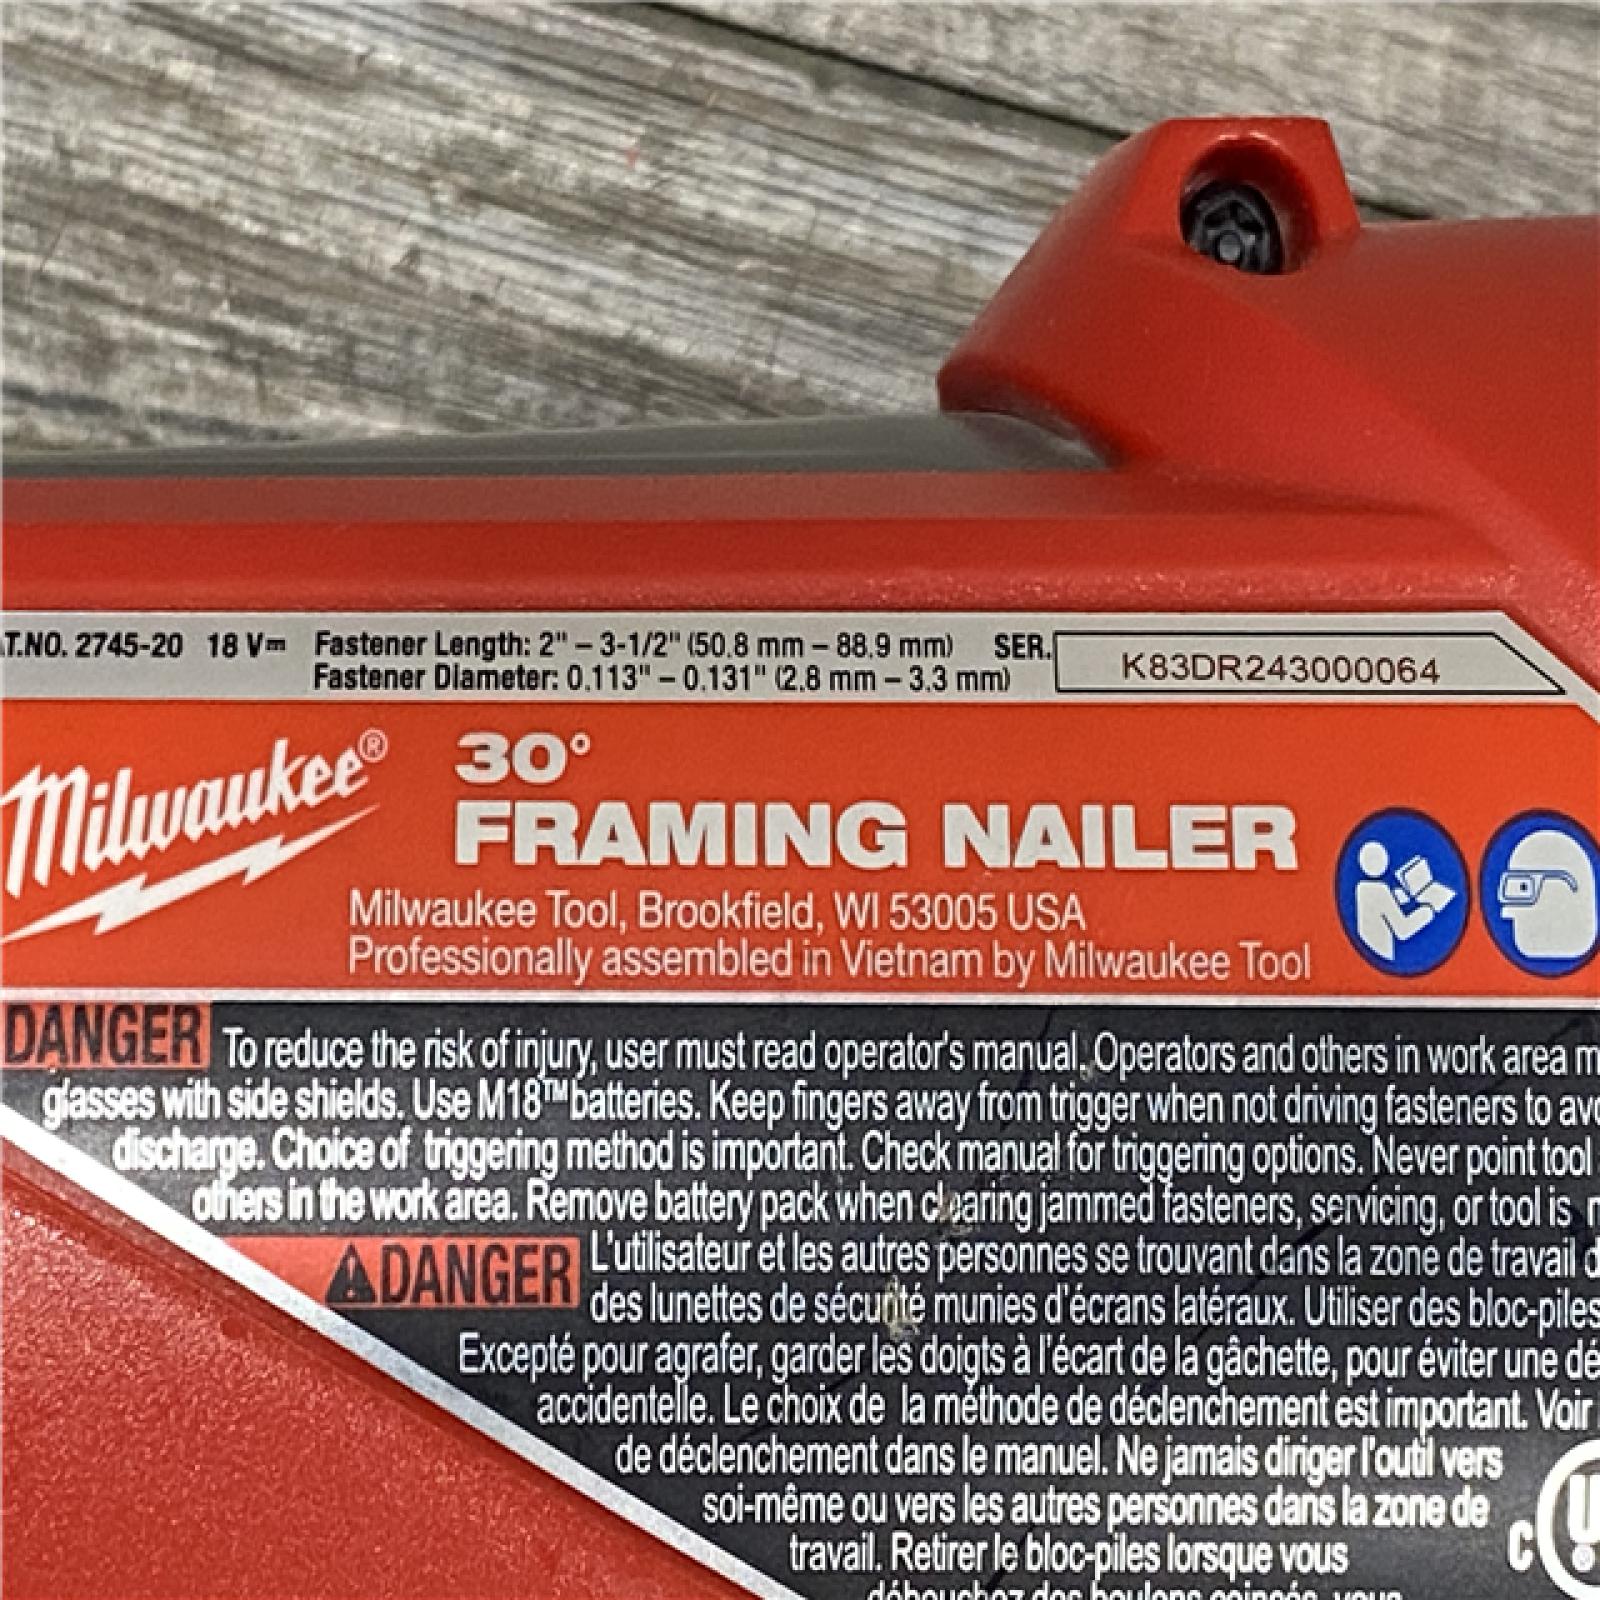 T.NO. 2745-20 18 V⎓ Fastener Length: 2" – 3-1/2" (50.8 mm – 88.9 mm) SER.
Fastener Diameter: 0.113" – 0.131" (2.8 mm – 3.3 mm)
K83DR243000064
Milwaukee®
30°
FRAMING NAILER
Milwaukee Tool, Brookfield, WI 53005 USA
Professionally assembled in Vietnam by Milwaukee Tool
DANGER To reduce the risk of injury, user must read operator's manual. Operators and others in work area m
glasses with side shields. Use M18™ batteries. Keep fingers away from trigger when not driving fasteners to avo
discharge. Choice of triggering method is important. Check manual for triggering options. Never point tool
others in the work area. Remove battery pack when clearing jammed fasteners, servicing, or tool is n
⚠DANGER L'utilisateur et les autres personnes se trouvant dans la zone de travail d
des lunettes de sécurité munies d'écrans latéraux. Utiliser des bloc-piles
Excepté pour agrafer, garder les doigts à l'écart de la gâchette, pour éviter une dé
accidentelle. Le choix de la méthode de déclenchement est important. Voir
de déclenchement dans le manuel. Ne jamais diriger l'outil vers
soi-même ou vers les autres personnes dans la zone de
travail. Retirer le bloc-piles lorsque vous
débouchez des boulons coincés, vous
C U